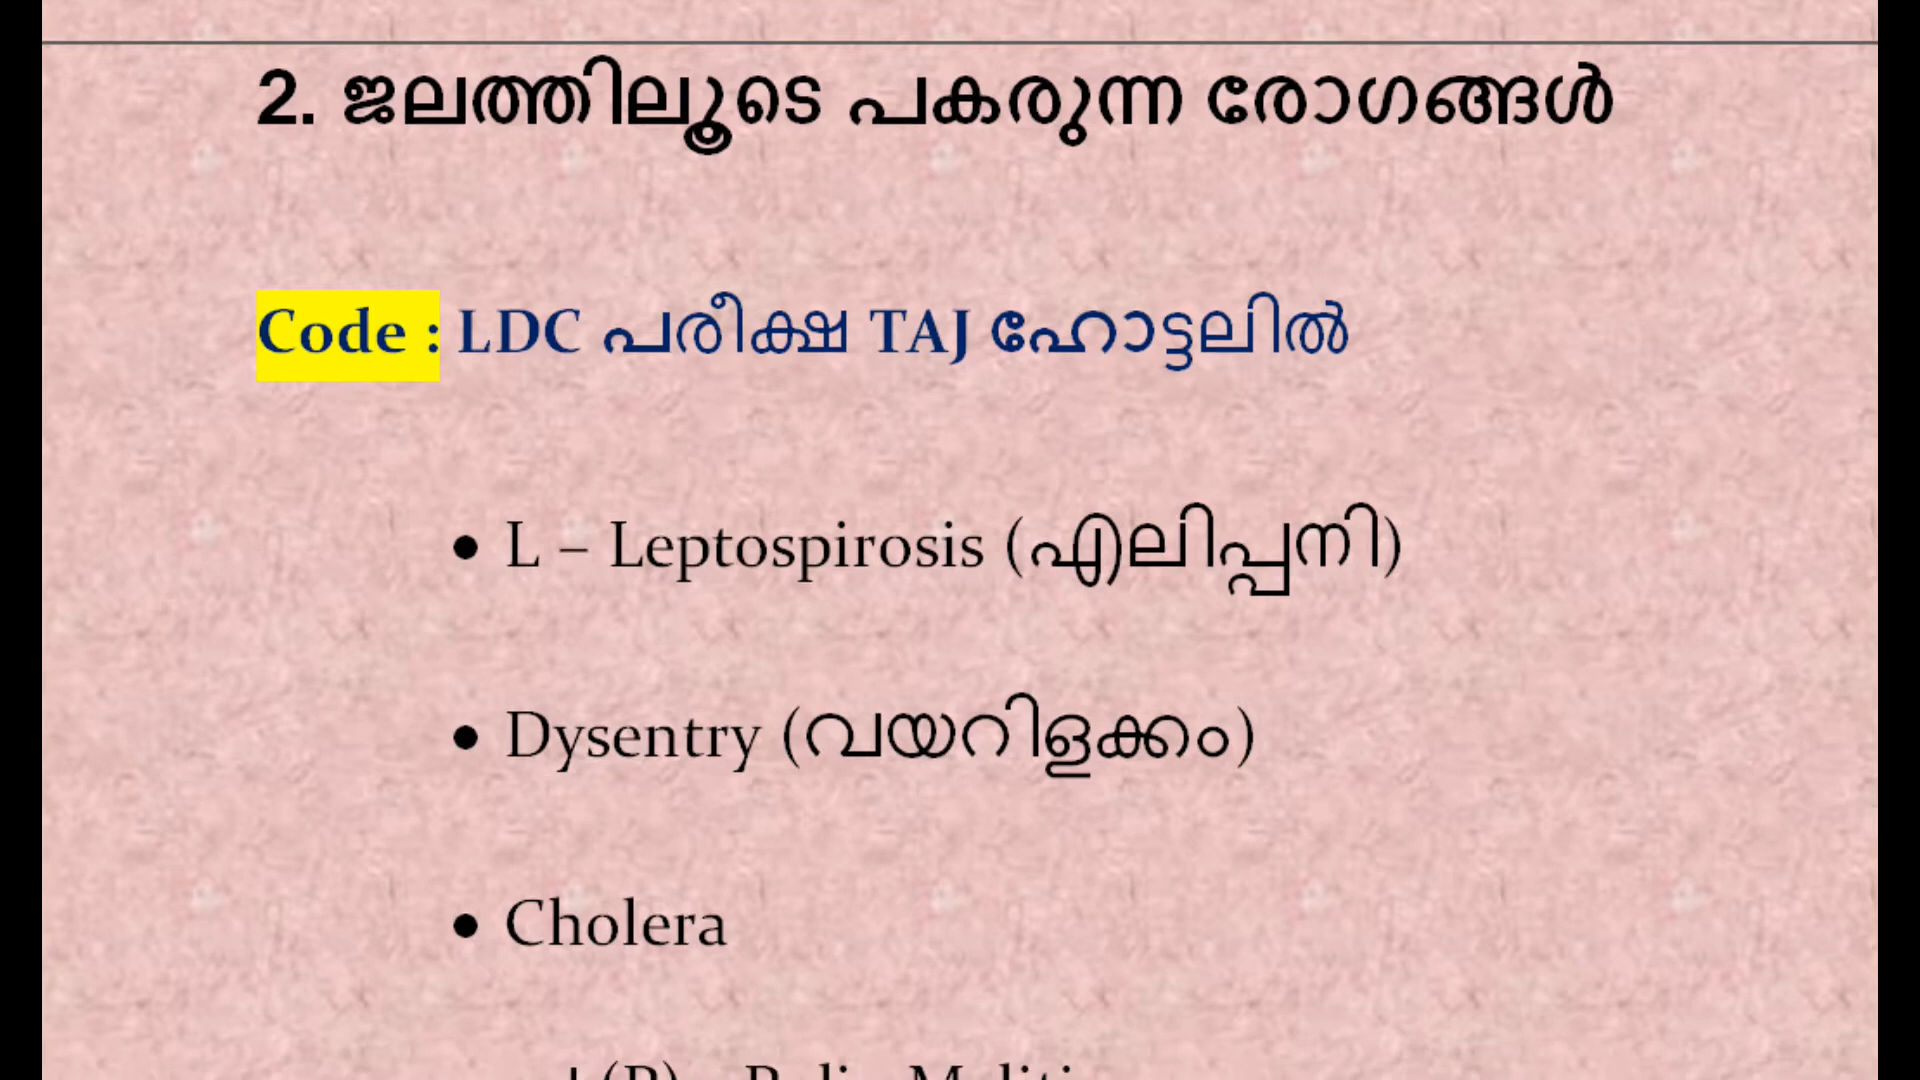 2. ജലത്തിലൂടെ പകരുന്ന രോഗങ്ങൾ
Code : LDC പരീക്ഷ TAJ ഹോട്ടലിൽ
• L – Leptospirosis (എലിപ്പനി)
• Dysentry (വയറിളക്കം)
• Cholera